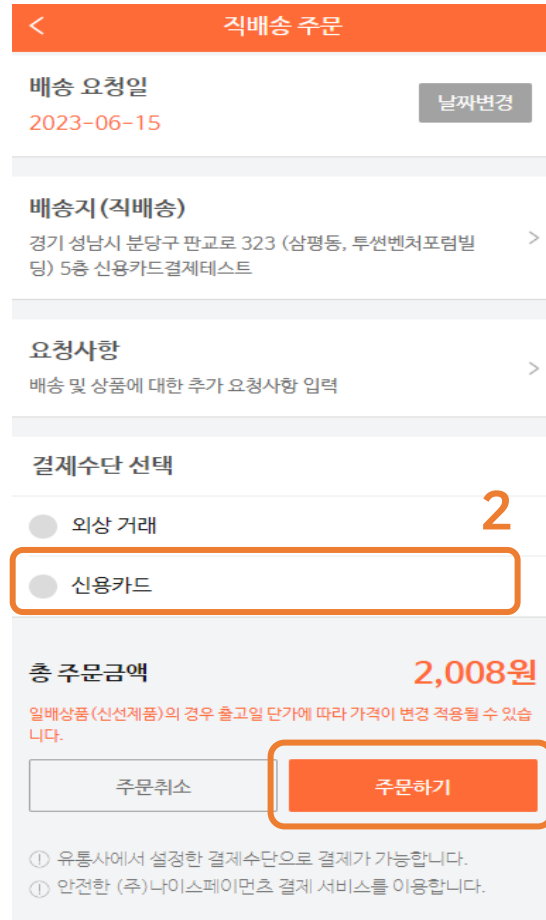 직배송 주문
배송 요청일
날짜변경
2023-06-15
배송지(직배송)
경기 성남시 분당구 판교로 323 (삼평동, 투썬벤처포럼빌
딩) 5층 신용카드결제테스트
요청사항
배송 및 상품에 대한 추가 요청사항 입력
결제수단 선택
외상 거래
2
신용카드
총 주문금액 2,008원
일배상품(신선제품)의 경우 출고일 단가에 따라 가격이 변경 적용될 수 있습
니다.
주문취소 주문하기
유통사에서 설정한 결제수단으로 결제가 가능합니다.
안전한 (주)나이스페이먼츠 결제 서비스를 이용합니다.